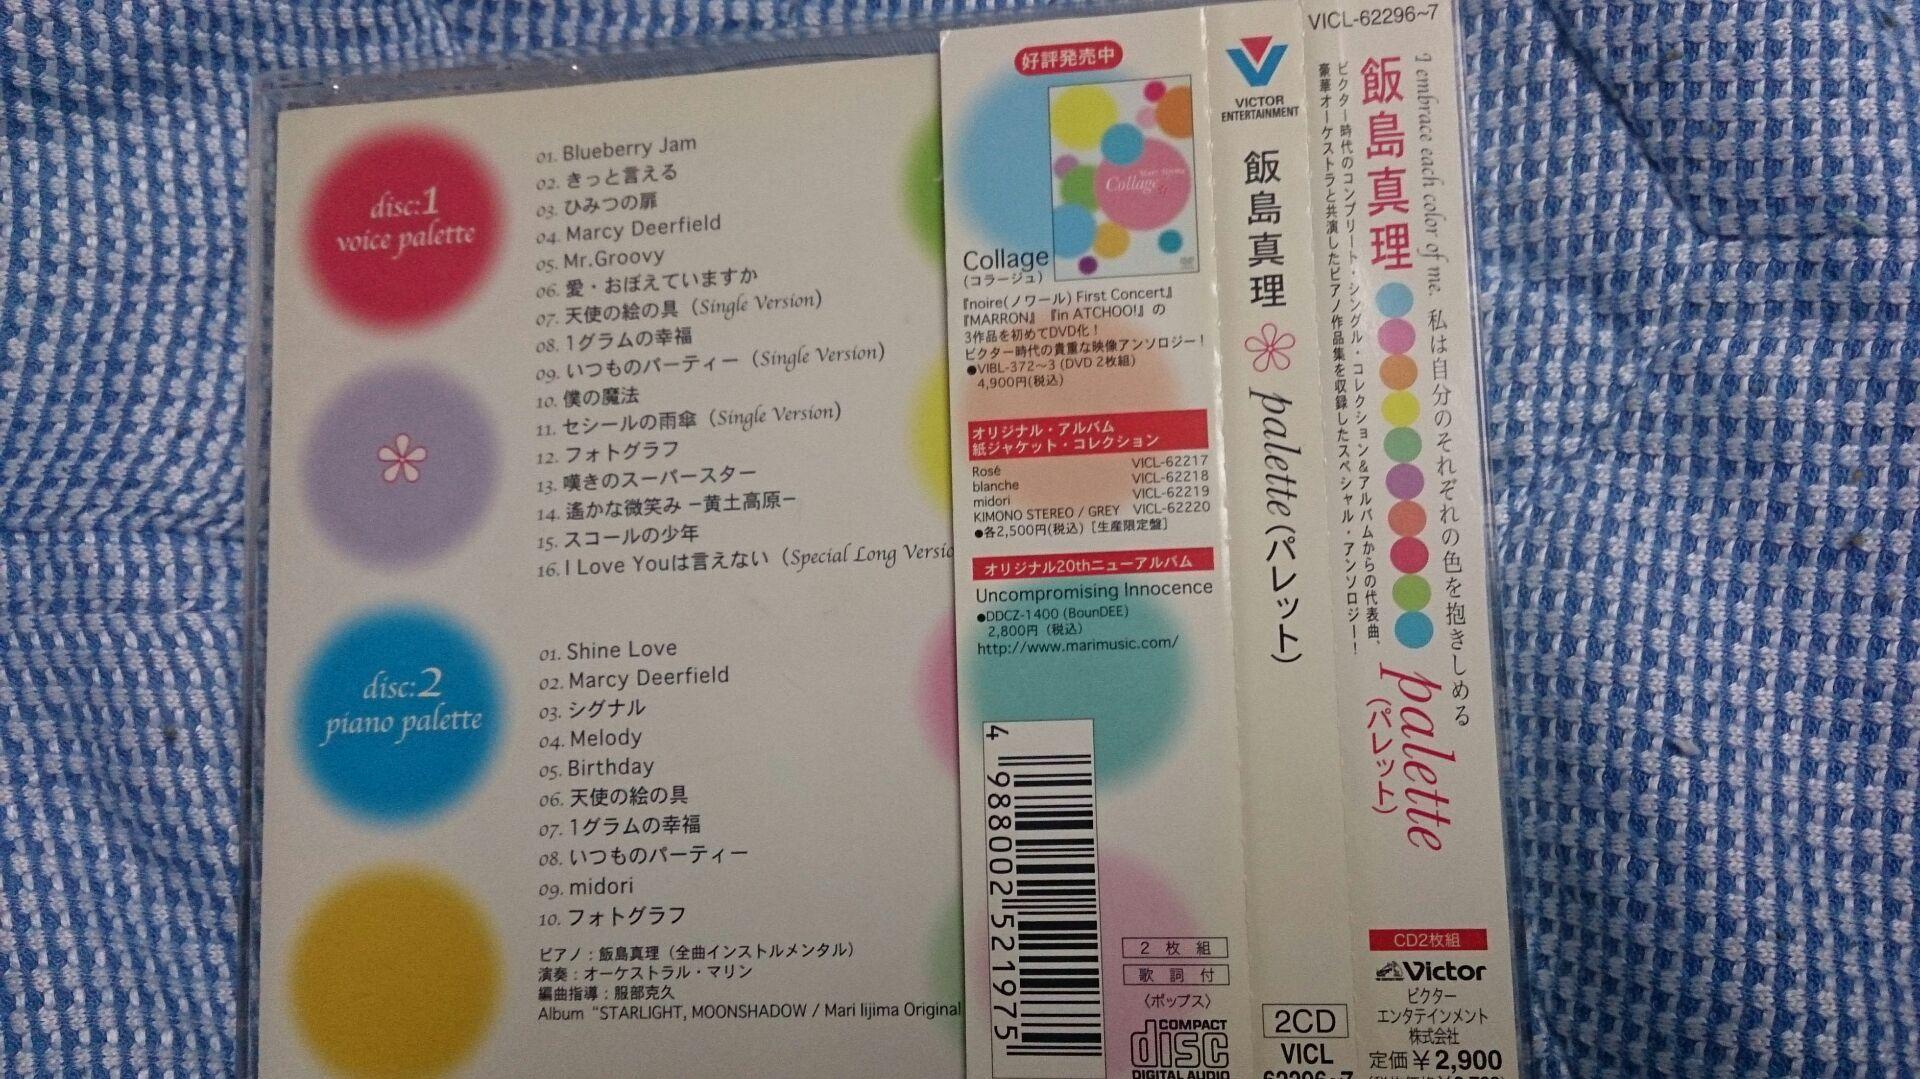 disc:1
voice palette
01. Blueberry Jam
02. きっと言える
03. ひみつの扉
04. Marcy Deerfield
05. Mr.Groovy
06. 愛・おぼえていますか
07. 天使の絵の具（Single Version）
08. 1グラムの幸福
09. いつものパーティー（Single Version）
10. 僕の魔法
11. セシールの雨傘（Single Version）
12. フォトグラフ
13. 嘆きのスーパースター
14. 遙かな微笑み −黄土高原−
15. スコールの少年
16. I Love Youは言えない（Special Long Versio
disc:2
piano palette
01. Shine Love
02. Marcy Deerfield
03. シグナル
04. Melody
05. Birthday
06. 天使の絵の具
07. 1グラムの幸福
08. いつものパーティー
09. midori
10. フォトグラフ
ピアノ：飯島真理（全曲インストルメンタル）
演奏：オーケストラル・マリン
編曲指導：服部克久
Album “STARLIGHT, MOONSHADOW / Mari Iijima Original
好評発売中
Mari Iijima
Collage
Collage
（コラージュ）
『noire(ノワール) First Concert』
『MARRON』『in ATCHOO!』の
3作品を初めてDVD化！
ビクター時代の貴重な映像アンソロジー！
●VIBL-372〜3 (DVD 2枚組)
4,900円(税込)
オリジナル・アルバム
紙ジャケット・コレクション
Rosé VICL-62217
blanche VICL-62218
midori VICL-62219
KIMONO STEREO / GREY VICL-62220
●各2,500円(税込)［生産限定盤］
オリジナル20thニューアルバム
Uncompromising Innocence
●DDCZ-1400 (BounDEE)
2,800円（税込）
http://www.marimusic.com/
4 988002 521975
2枚組
歌詞付
〈ポップス〉
COMPACT
disc
DIGITAL AUDIO
VICTOR
ENTERTAINMENT
飯島真理 palette（パレット）
2CD
VICL
62296~7
VICL-62296~7
I embrace each color of me. 私は自分のそれぞれの色を抱きしめる
飯島真理 palette
（パレット）
ビクター時代のコンプリート・シングル・コレクション&アルバムからの代表曲、
豪華オーケストラと共演したピアノ作品集を収録したスペシャル・アンソロジー！
CD2枚組
Victor
ビクター
エンタテインメント
株式会社
定価￥2,900